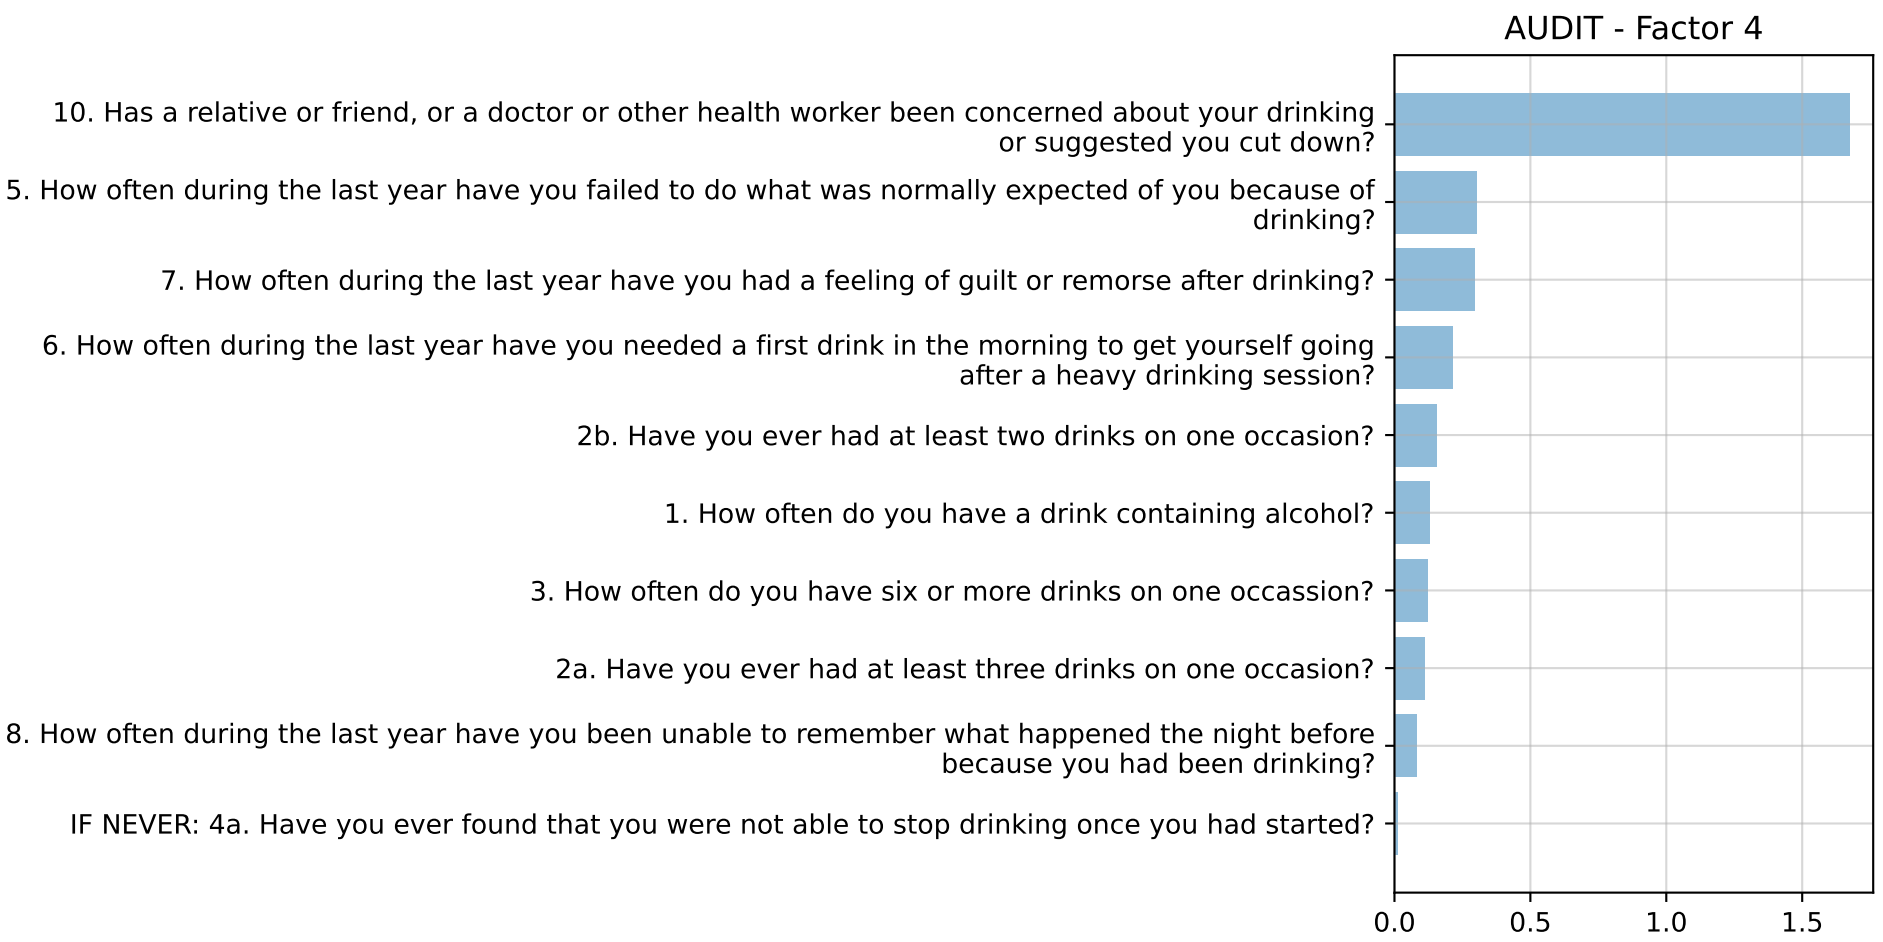 AUDIT - Factor 4
10. Has a relative or friend, or a doctor or other health worker been concerned about your drinking
or suggested you cut down?
5. How often during the last year have you failed to do what was normally expected of you because of
drinking?
7. How often during the last year have you had a feeling of guilt or remorse after drinking?
6. How often during the last year have you needed a first drink in the morning to get yourself going
after a heavy drinking session?
2b. Have you ever had at least two drinks on one occasion?
1. How often do you have a drink containing alcohol?
3. How often do you have six or more drinks on one occassion?
2a. Have you ever had at least three drinks on one occasion?
8. How often during the last year have you been unable to remember what happened the night before
because you had been drinking?
IF NEVER: 4a. Have you ever found that you were not able to stop drinking once you had started?
0.0 0.5 1.0 1.5